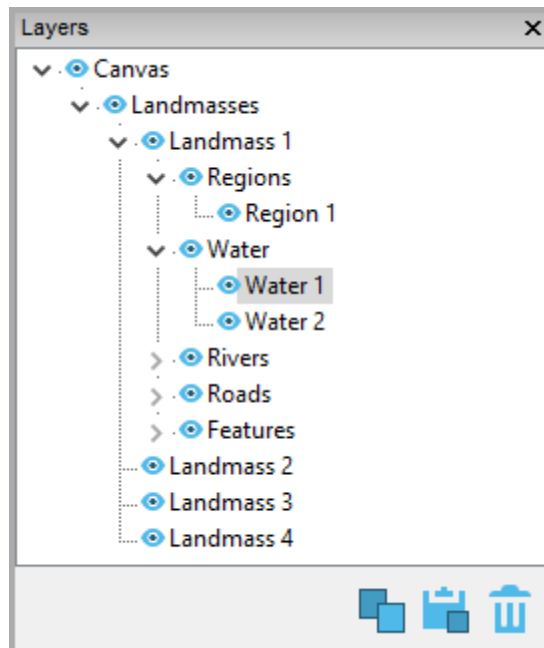 Layers
Canvas
Landmasses
Landmass 1
Regions
Region 1
Water
Water 1
Water 2
Rivers
Roads
Features
Landmass 2
Landmass 3
Landmass 4